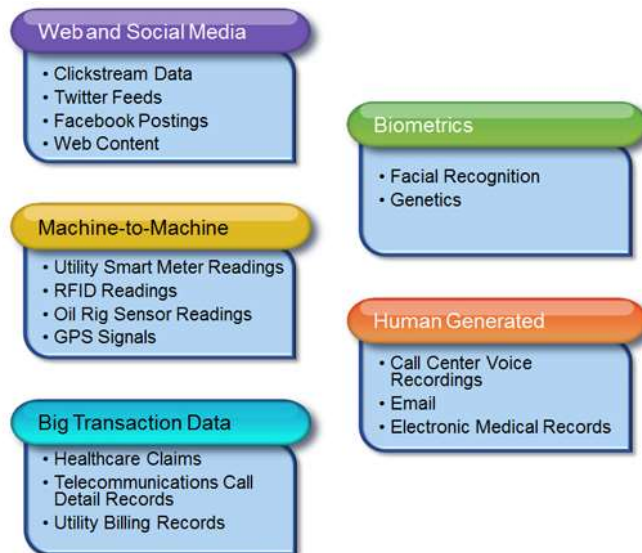 Web and Social Media
• Clickstream Data
• Twitter Feeds
• Facebook Postings
• Web Content
Machine-to-Machine
• Utility Smart Meter Readings
• RFID Readings
• Oil Rig Sensor Readings
• GPS Signals
Big Transaction Data
• Healthcare Claims
• Telecommunications Call
Detail Records
• Utility Billing Records
Biometrics
• Facial Recognition
• Genetics
Human Generated
• Call Center Voice
Recordings
• Email
• Electronic Medical Records